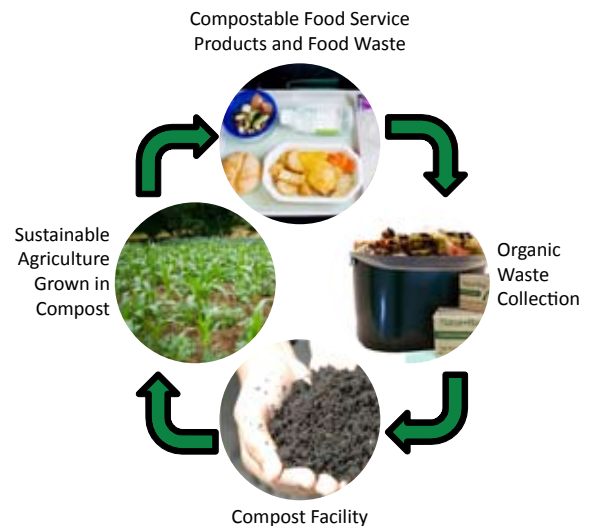 Compostable Food Service
Products and Food Waste
Sustainable
Agriculture
Grown in
Compost
Organic
Waste
Collection
Compost Facility